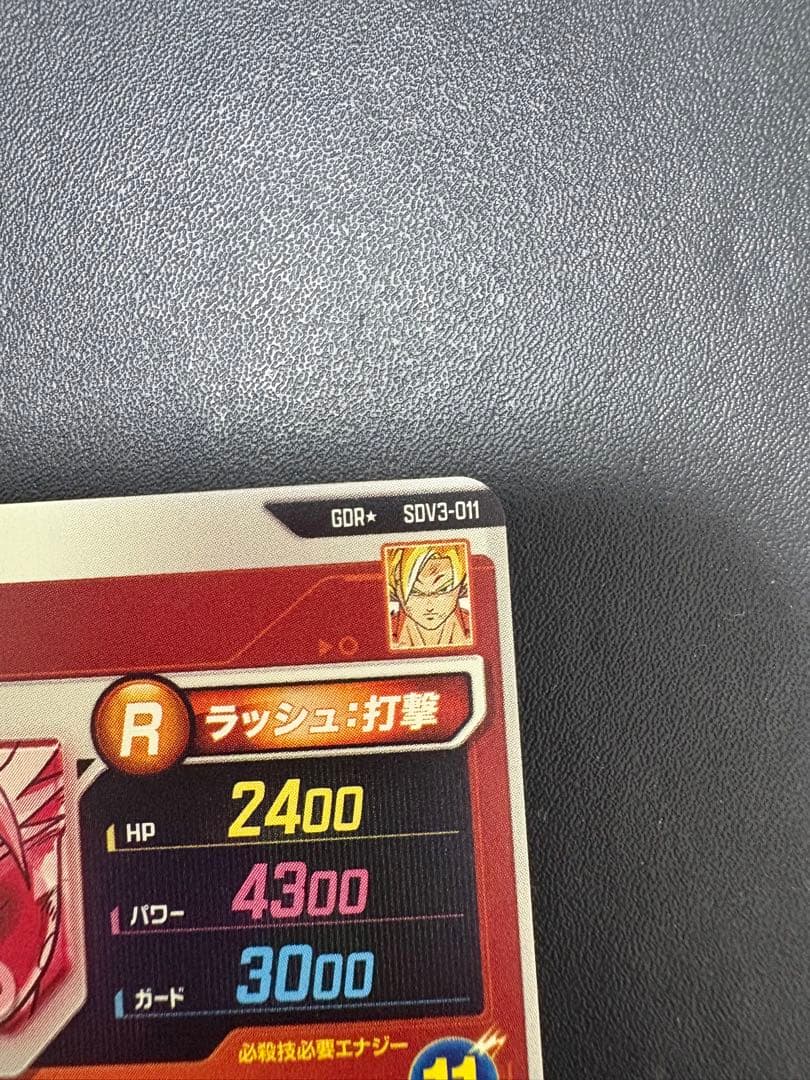 GDR★ SDV3-011
R ラッシュ:打撃
HP 2400
パワー 4300
ガード 3000
必殺技必要エナジー
11